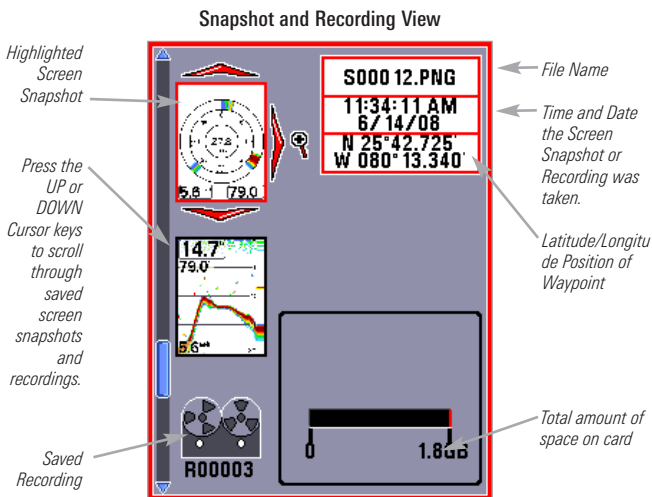 Snapshot and Recording View
Highlighted
Screen
Snapshot
Press the
UP or
DOWN
Cursor keys
to scroll
through
saved
screen
snapshots
and
recordings.
Saved
Recording
27.8
5.6
79.0
14.7"
79.0
5.6
R00003
S00012.PNG
11:34:11 AM
6/14/08
N 25°42.725'
W 080°13.340'
0
1.8GB
File Name
Time and Date
the Screen
Snapshot or
Recording was
taken.
Latitude/Longitu
de Position of
Waypoint
Total amount of
space on card